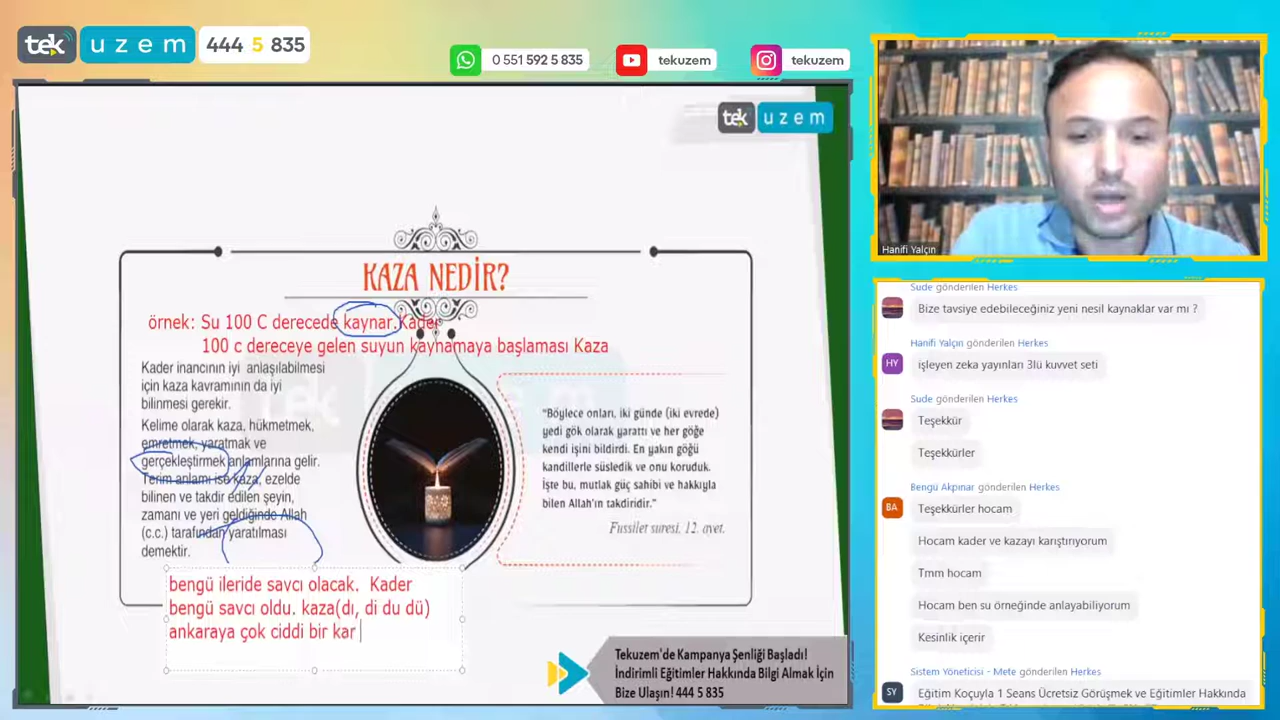 tek uzem 444 5 835
0 551 592 5 835
tekuzem
tekuzem
tek uzem
KAZA NEDİR?
örnek: Su 100 C derecede kaynar.Kader
100 c dereceye gelen suyun kaynamaya başlaması Kaza
Kader inancının iyi anlaşılabilmesi
için kaza kavramının da iyi
bilinmesi gerekir.
Kelime olarak kaza, hükmetmek,
emretmek, yaratmak ve
gerçekleştirmek anlamlarına gelir.
Terim anlamı ise kaza, ezelde
bilinen ve takdir edilen şeyin,
zamanı ve yeri geldiğinde Allah
(c.c.) tarafından yaratılması
demektir.
"Böylece onları, iki günde (iki evrede)
yedi gök olarak yarattı ve her göğe
kendi işini bildirdi. En yakın göğü
kandillerle süsledik ve onu koruduk.
İşte bu, mutlak güç sahibi ve hakkıyla
bilen Allah'ın takdiridir."
Fussilet suresi, 12. ayet.
bengü ileride savcı olacak. Kader
bengü savcı oldu. kaza(dı, di du dü)
ankaraya çok ciddi bir kar
Tekuzem'de Kampanya Şenliği Başladı!
İndirimli Eğitimler Hakkında Bilgi Almak İçin
Bize Ulaşın! 444 5 835
Hanifi Yalçın
Sude gönderilen Herkes
Bize tavsiye edebileceğiniz yeni nesil kaynaklar var mı ?
Hanifi Yalçın gönderilen Herkes
HY
işleyen zeka yayınları 3lü kuvvet seti
Sude gönderilen Herkes
Teşekkür
Teşekkürler
Bengü Akpınar gönderilen Herkes
BA
Teşekkürler hocam
Hocam kader ve kazayı karıştırıyorum
Tmm hocam
Hocam ben su örneğinde anlayabiliyorum
Kesinlik içerir
Sistem Yöneticisi - Mete gönderilen Herkes
SY
Eğitim Koçuyla 1 Seans Ücretsiz Görüşmek ve Eğitimler Hakkında